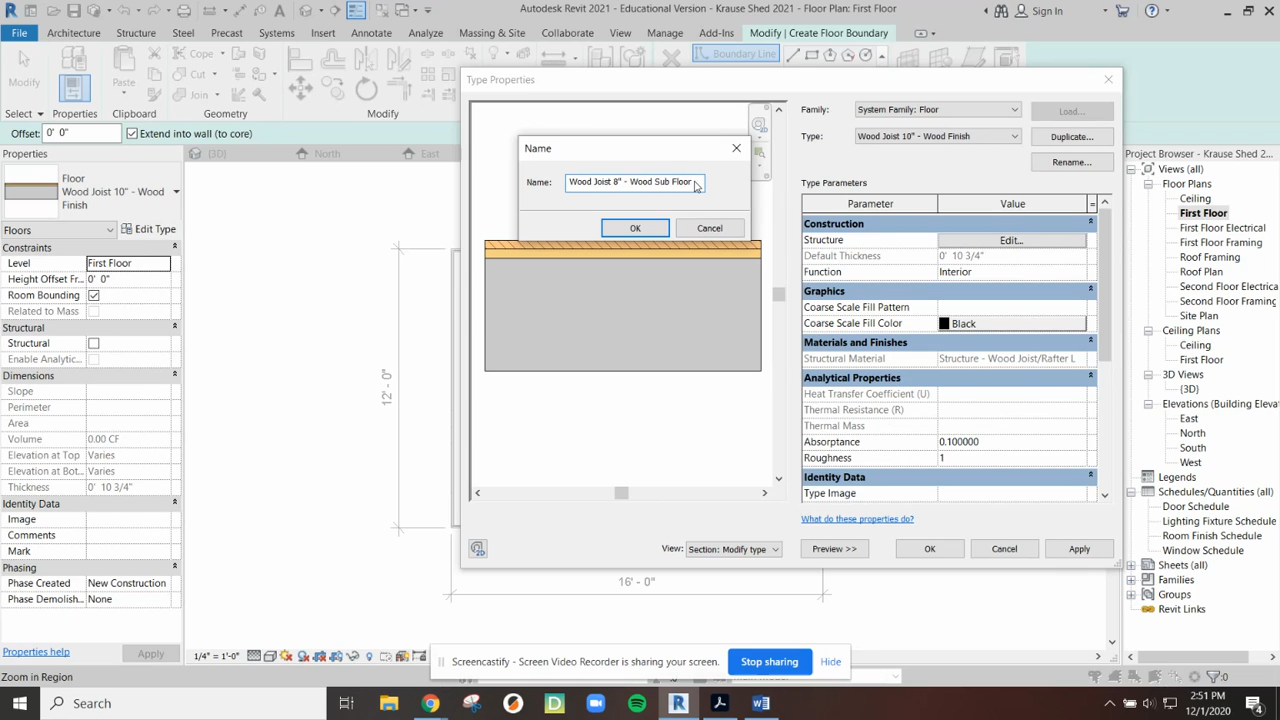 Autodesk Revit 2021 - Educational Version - Krause Shed 2021 - Floor Plan: First Floor
Sign In
File Architecture Structure Steel Precast Systems Insert Annotate Analyze Massing & Site Collaborate View Manage Add-Ins Modify | Create Floor Boundary
Modify
Paste
Cope
Cut
Join
Boundary Line
Select Properties Clipboard Geometry Modify
Offset: 0' 0" Extend into wall (to core)
Properties
Floor
Wood Joist 10" - Wood
Finish
Floors Edit Type
Constraints
Level First Floor
Height Offset Fr... 0' 0"
Room Bounding
Related to Mass
Structural
Structural
Enable Analytic...
Dimensions
Slope
Perimeter
Area
Volume 0.00 CF
Elevation at Top Varies
Elevation at Bot... Varies
Thickness 0' 10 3/4"
Identity Data
Image
Comments
Mark
Phasing
Phase Created New Construction
Phase Demolish... None
Properties help Apply
Zoom in Region
{3D} North East
12' - 0"
16' - 0"
1/4" = 1'-0"
Type Properties
Name
Name: Wood Joist 8" - Wood Sub Floor
OK Cancel
View: Section: Modify type Preview >>
Family: System Family: Floor Load...
Type: Wood Joist 10" - Wood Finish Duplicate...
Rename...
Type Parameters
Parameter Value =
Construction
Structure Edit...
Default Thickness 0' 10 3/4"
Function Interior
Graphics
Coarse Scale Fill Pattern
Coarse Scale Fill Color Black
Materials and Finishes
Structural Material Structure - Wood Joist/Rafter L
Analytical Properties
Heat Transfer Coefficient (U)
Thermal Resistance (R)
Thermal Mass
Absorptance 0.100000
Roughness 1
Identity Data
Type Image
What do these properties do?
OK Cancel Apply
Project Browser - Krause Shed 2021
Views (all)
Floor Plans
Ceiling
First Floor
First Floor Electrical
First Floor Framing
Roof Framing
Roof Plan
Second Floor Electrica
Second Floor Framing
Site Plan
Ceiling Plans
Ceiling
First Floor
3D Views
{3D}
Elevations (Building Elevat
East
North
South
West
Legends
Schedules/Quantities (all)
Door Schedule
Lighting Fixture Schedule
Room Finish Schedule
Window Schedule
Sheets (all)
Families
Groups
Revit Links
:0
Screencastify - Screen Video Recorder is sharing your screen. Stop sharing Hide
Search
2:51 PM
12/1/2020
4